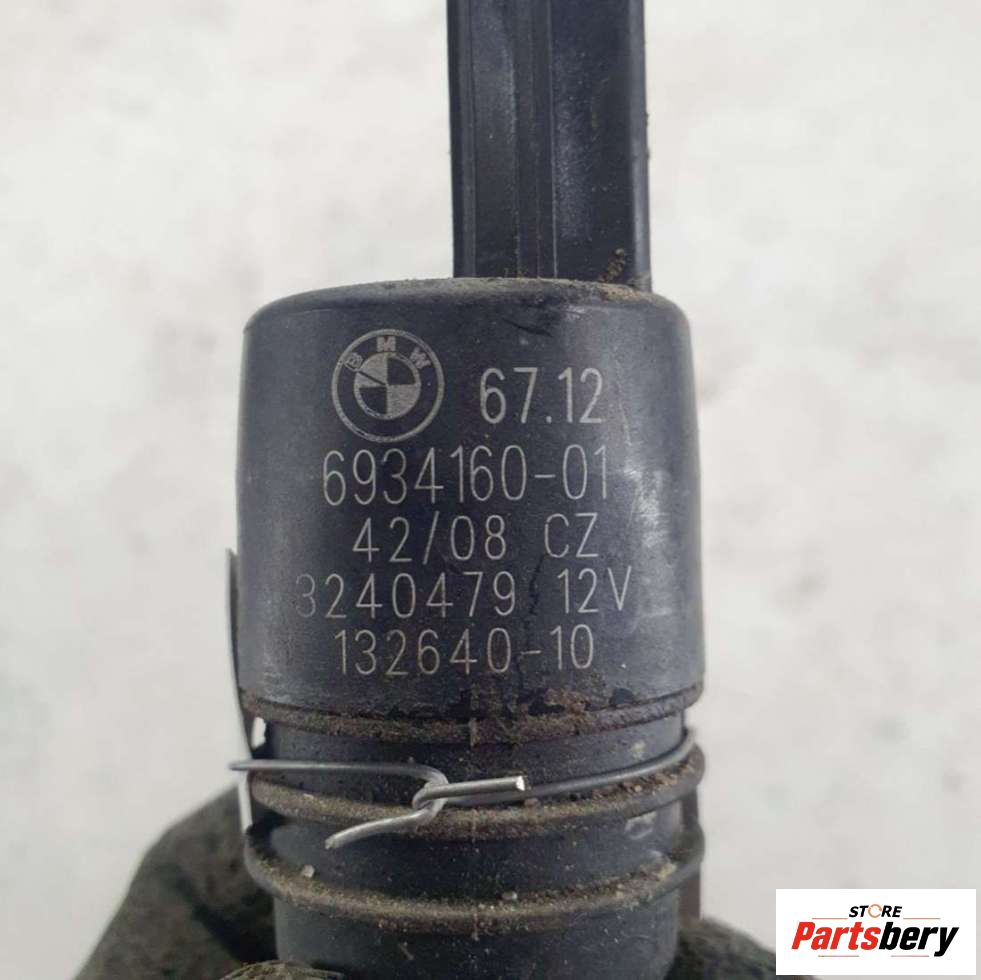 BMW
67.12
6934160-01
42/08 CZ
3240479 12V
132640-10
STORE
Partsbery